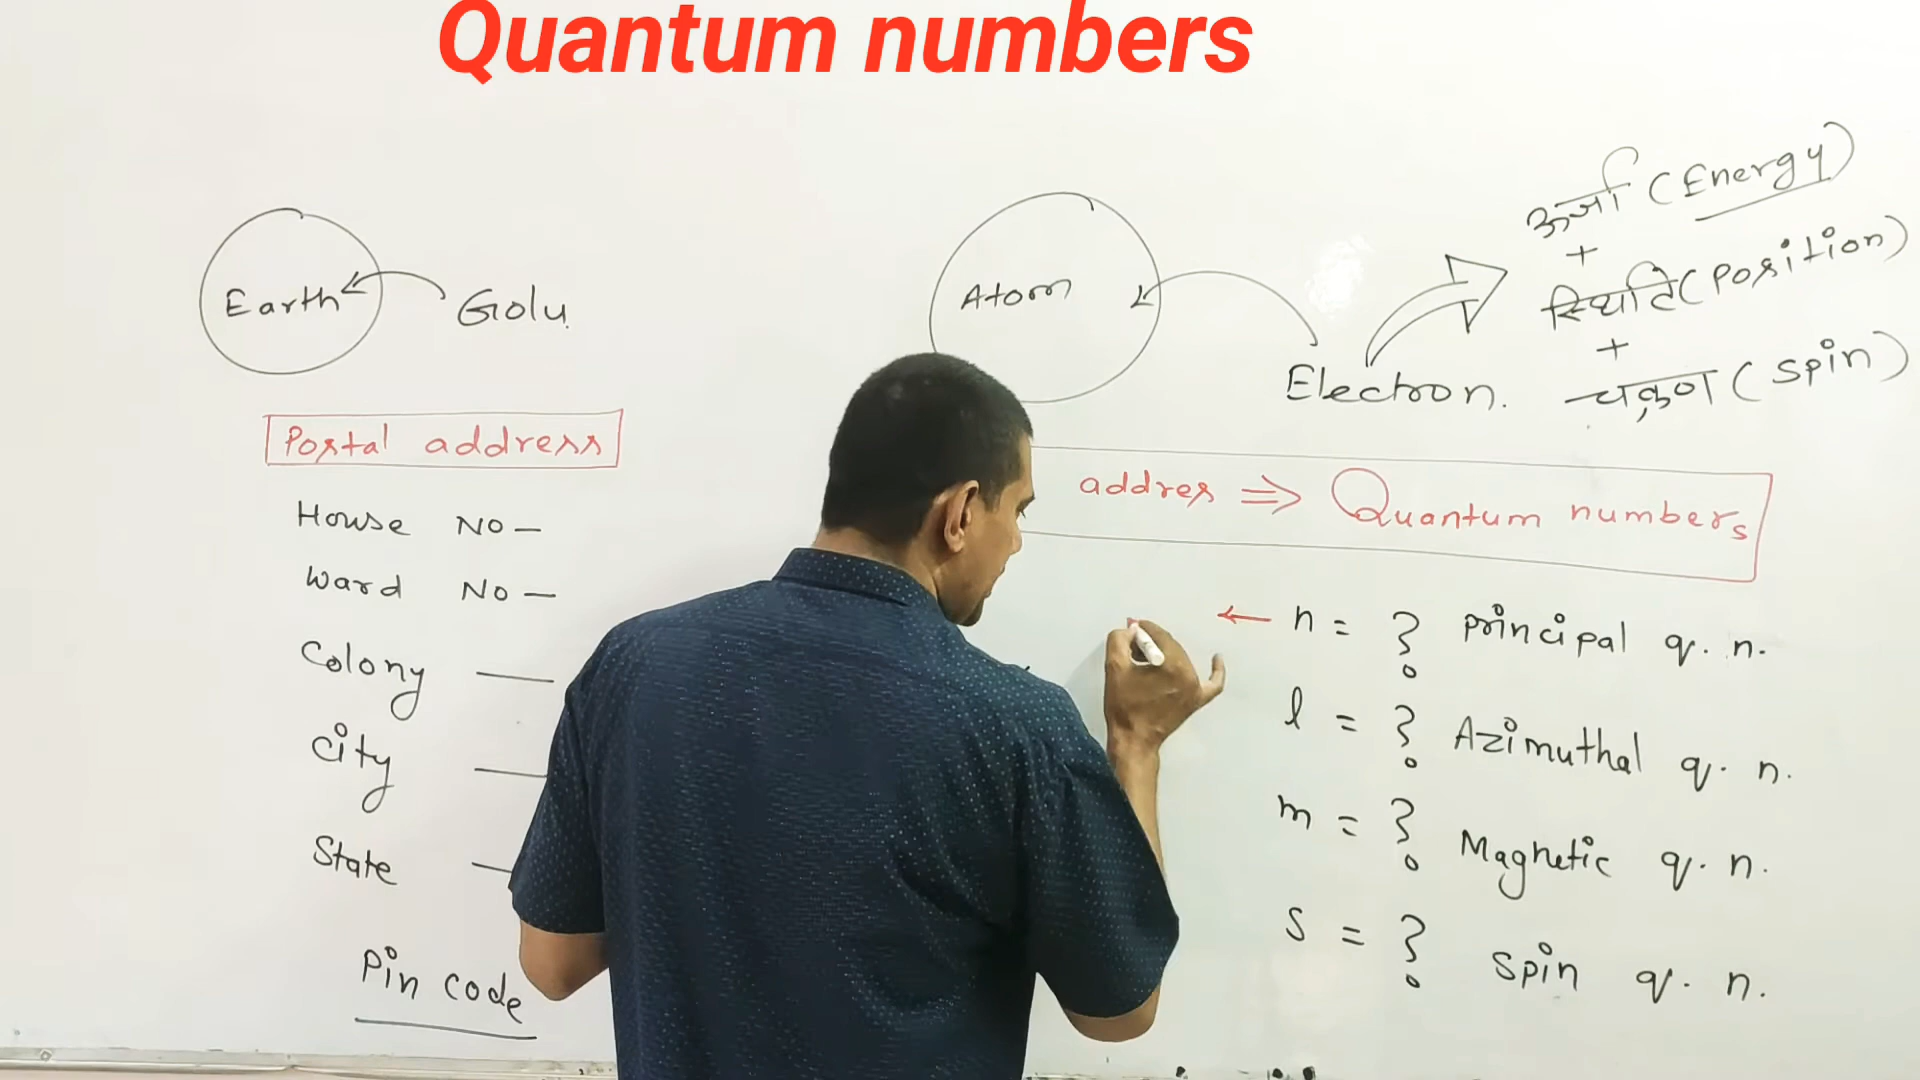 Quantum numbers
Earth
Golu
Postal address
House No —
Ward No —
Colony —
City —
State —
Pin code
Atom
Electron.
ऊर्जा (Energy)
+
स्थिति (Position)
+
चक्रण (Spin)
addres ⇒ Quantum numbers
← n = ? principal q. n.
l = ? Azimuthal q. n.
m = ? Magnetic q. n.
s = ? spin q. n.